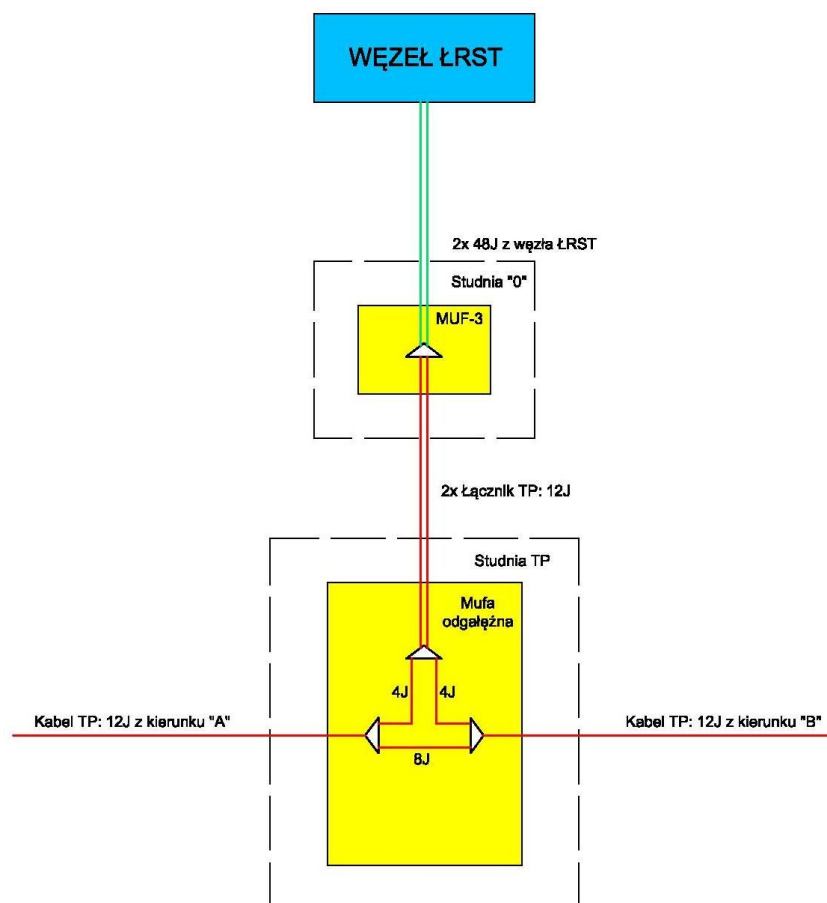 WĘZEŁ ŁRST
2x 48J z węzła ŁRST
Studnia "0"
MUF-3
2x Łącznik TP: 12J
Studnia TP
Mufa
odgałęźna
4J 4J
Kabel TP: 12J z kierunku "A"
Kabel TP: 12J z kierunku "B"
8J